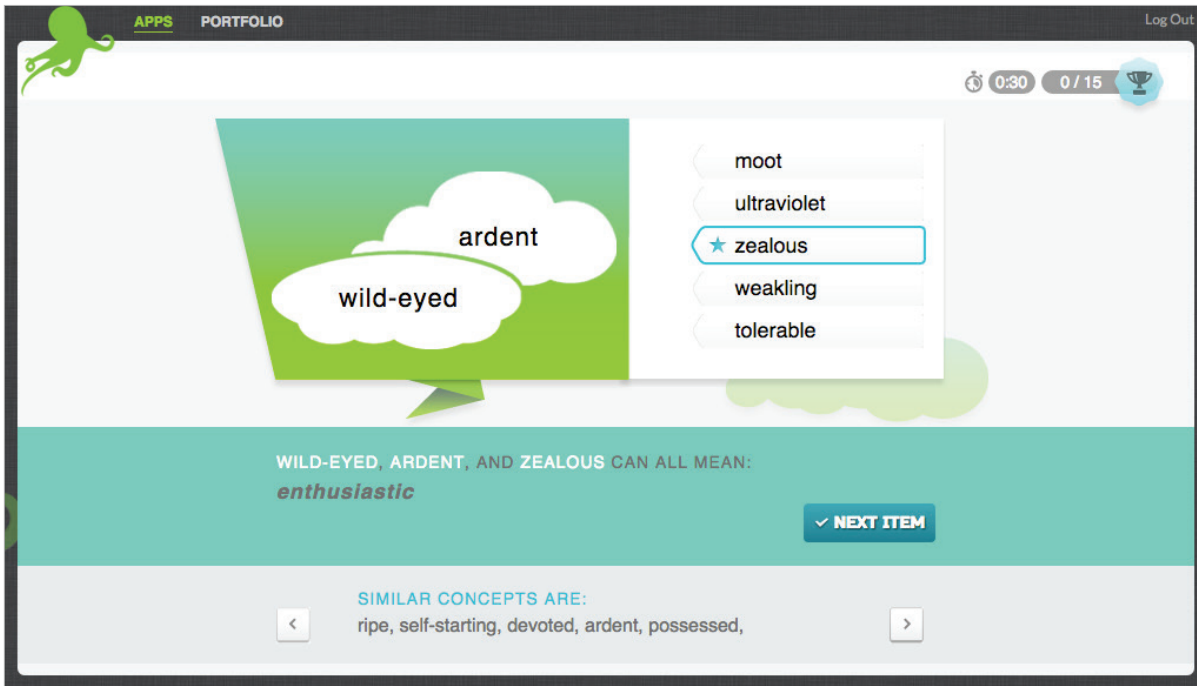 APPS PORTFOLIO Log Out
0:30 0 / 15
ardent
wild-eyed
moot
ultraviolet
zealous
weakling
tolerable
WILD-EYED, ARDENT, AND ZEALOUS CAN ALL MEAN:
enthusiastic
NEXT ITEM
SIMILAR CONCEPTS ARE:
ripe, self-starting, devoted, ardent, possessed,